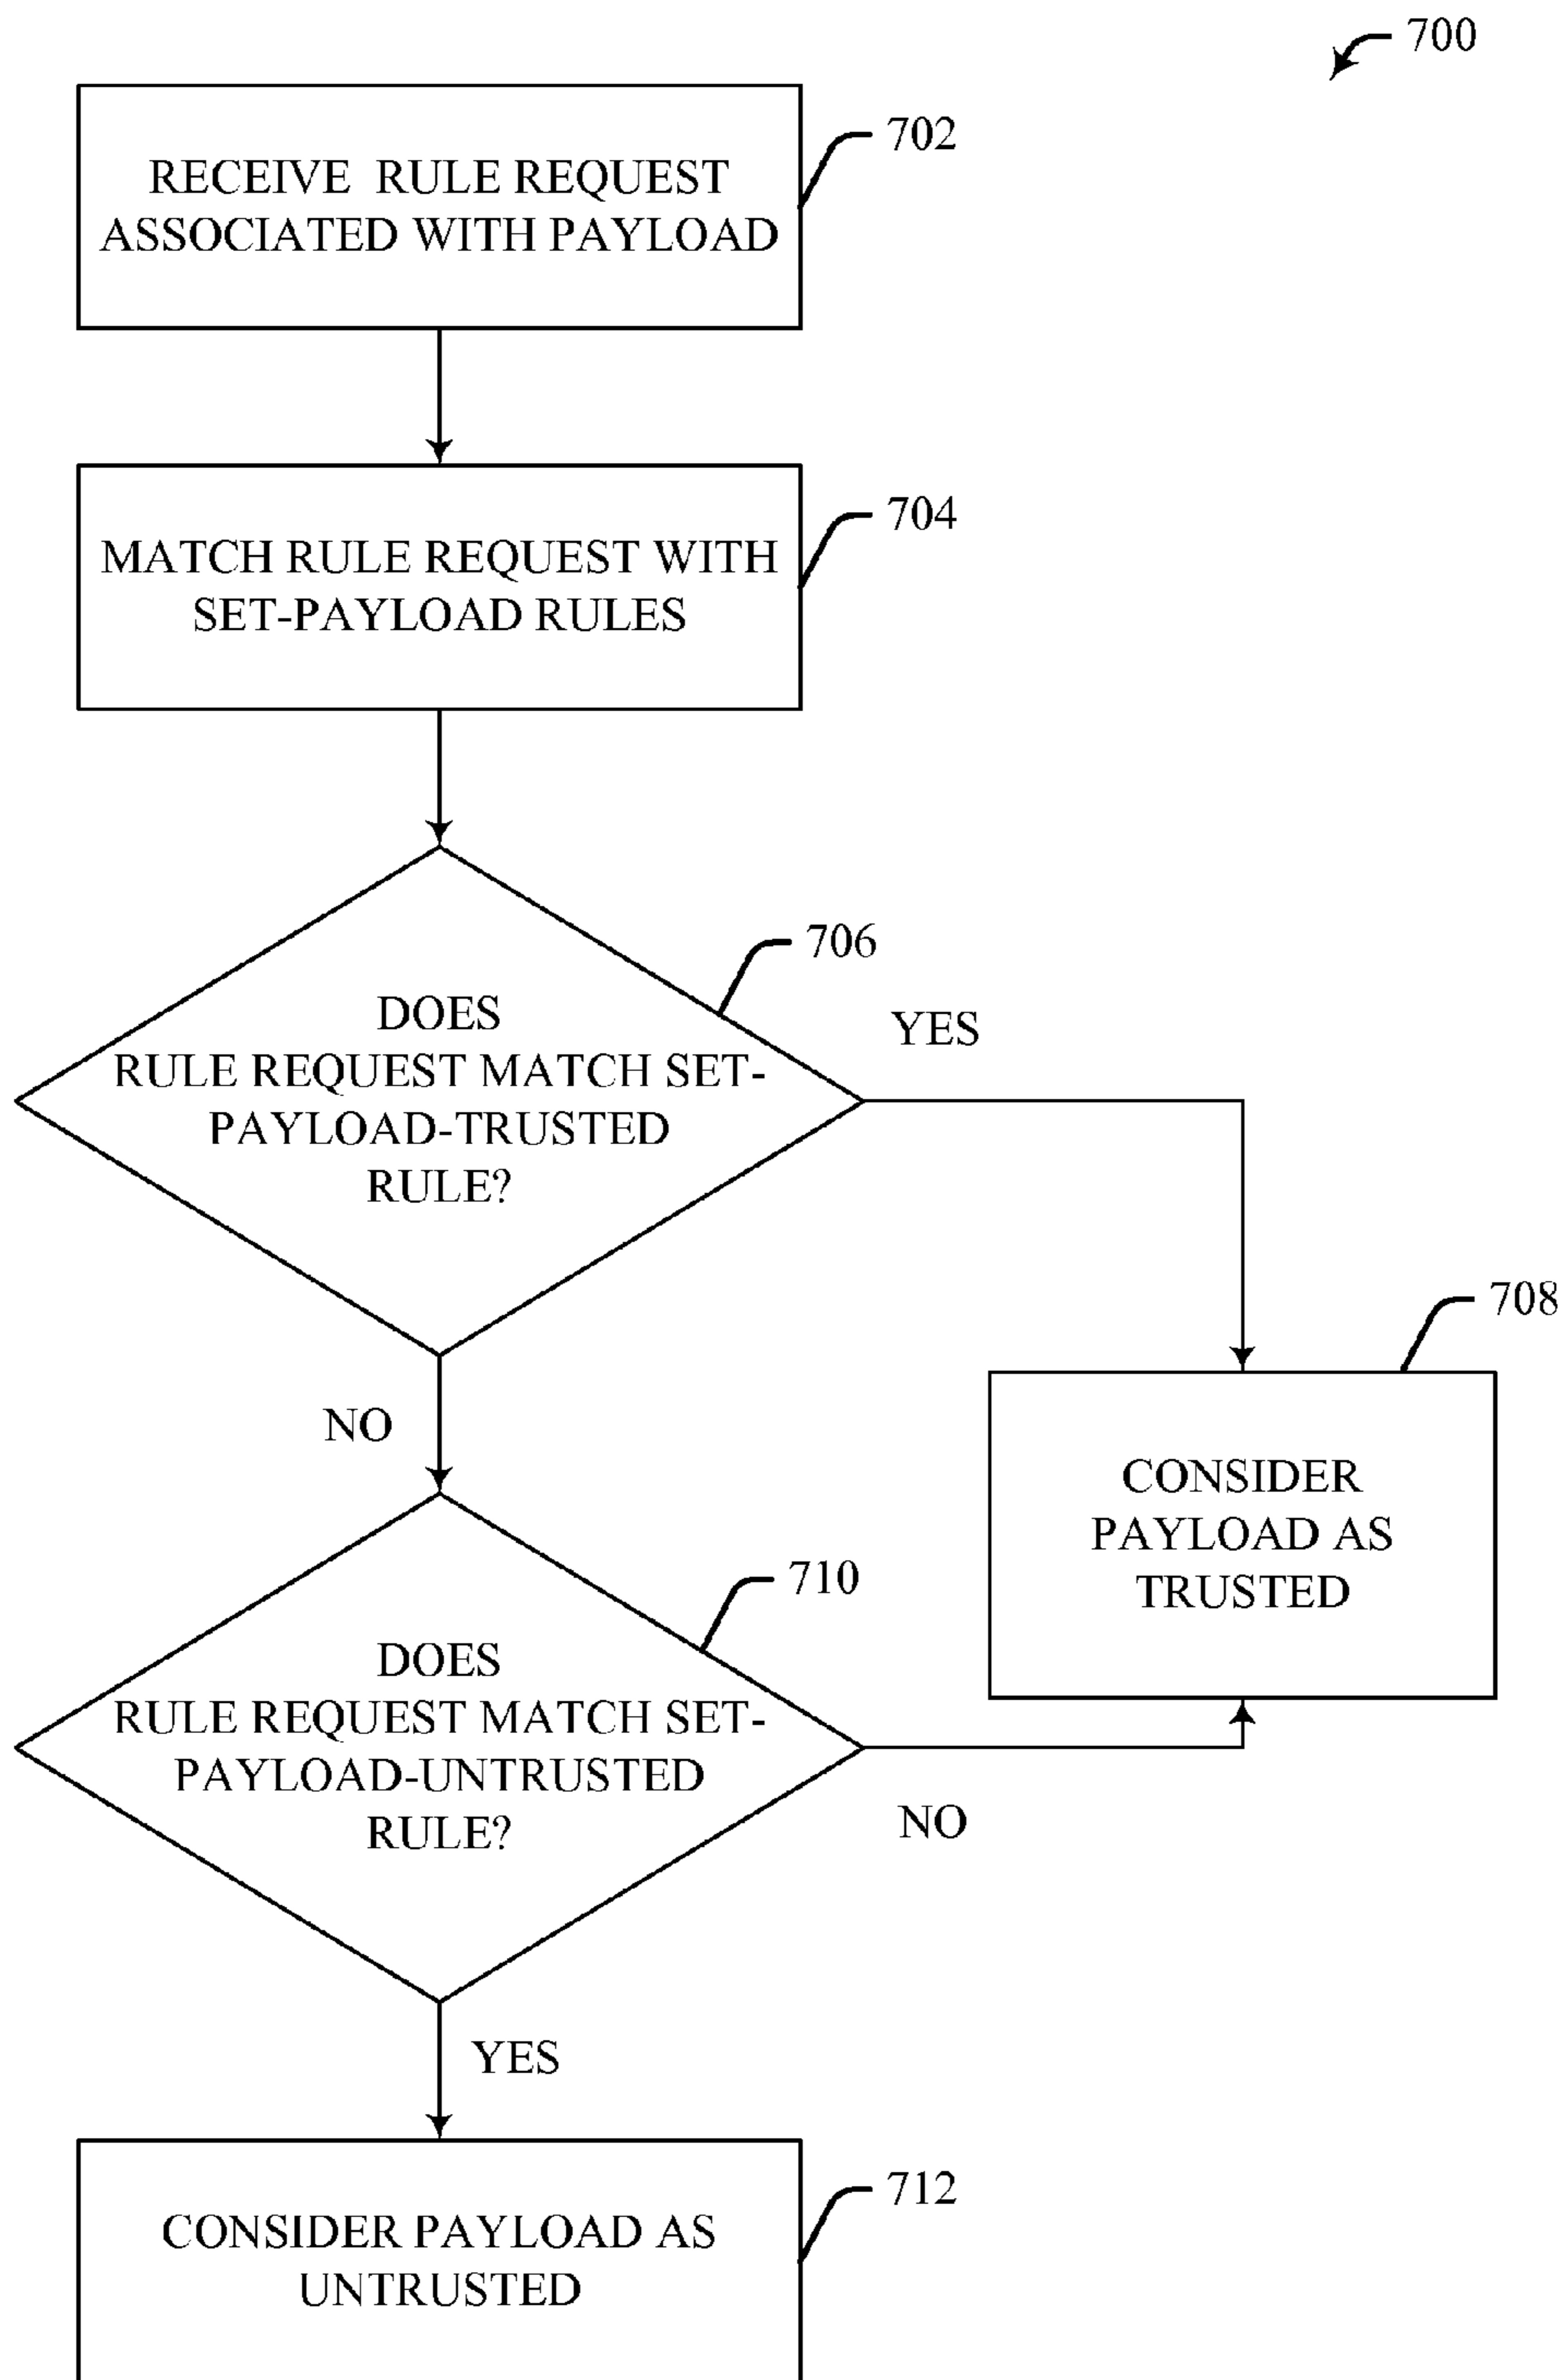 700
702
RECEIVE RULE REQUEST
ASSOCIATED WITH PAYLOAD
704
MATCH RULE REQUEST WITH
SET-PAYLOAD RULES
706
DOES
RULE REQUEST MATCH SET-
PAYLOAD-TRUSTED
RULE?
YES
708
NO
CONSIDER
PAYLOAD AS
TRUSTED
710
DOES
RULE REQUEST MATCH SET-
PAYLOAD-UNTRUSTED
RULE?
NO
YES
712
CONSIDER PAYLOAD AS
UNTRUSTED